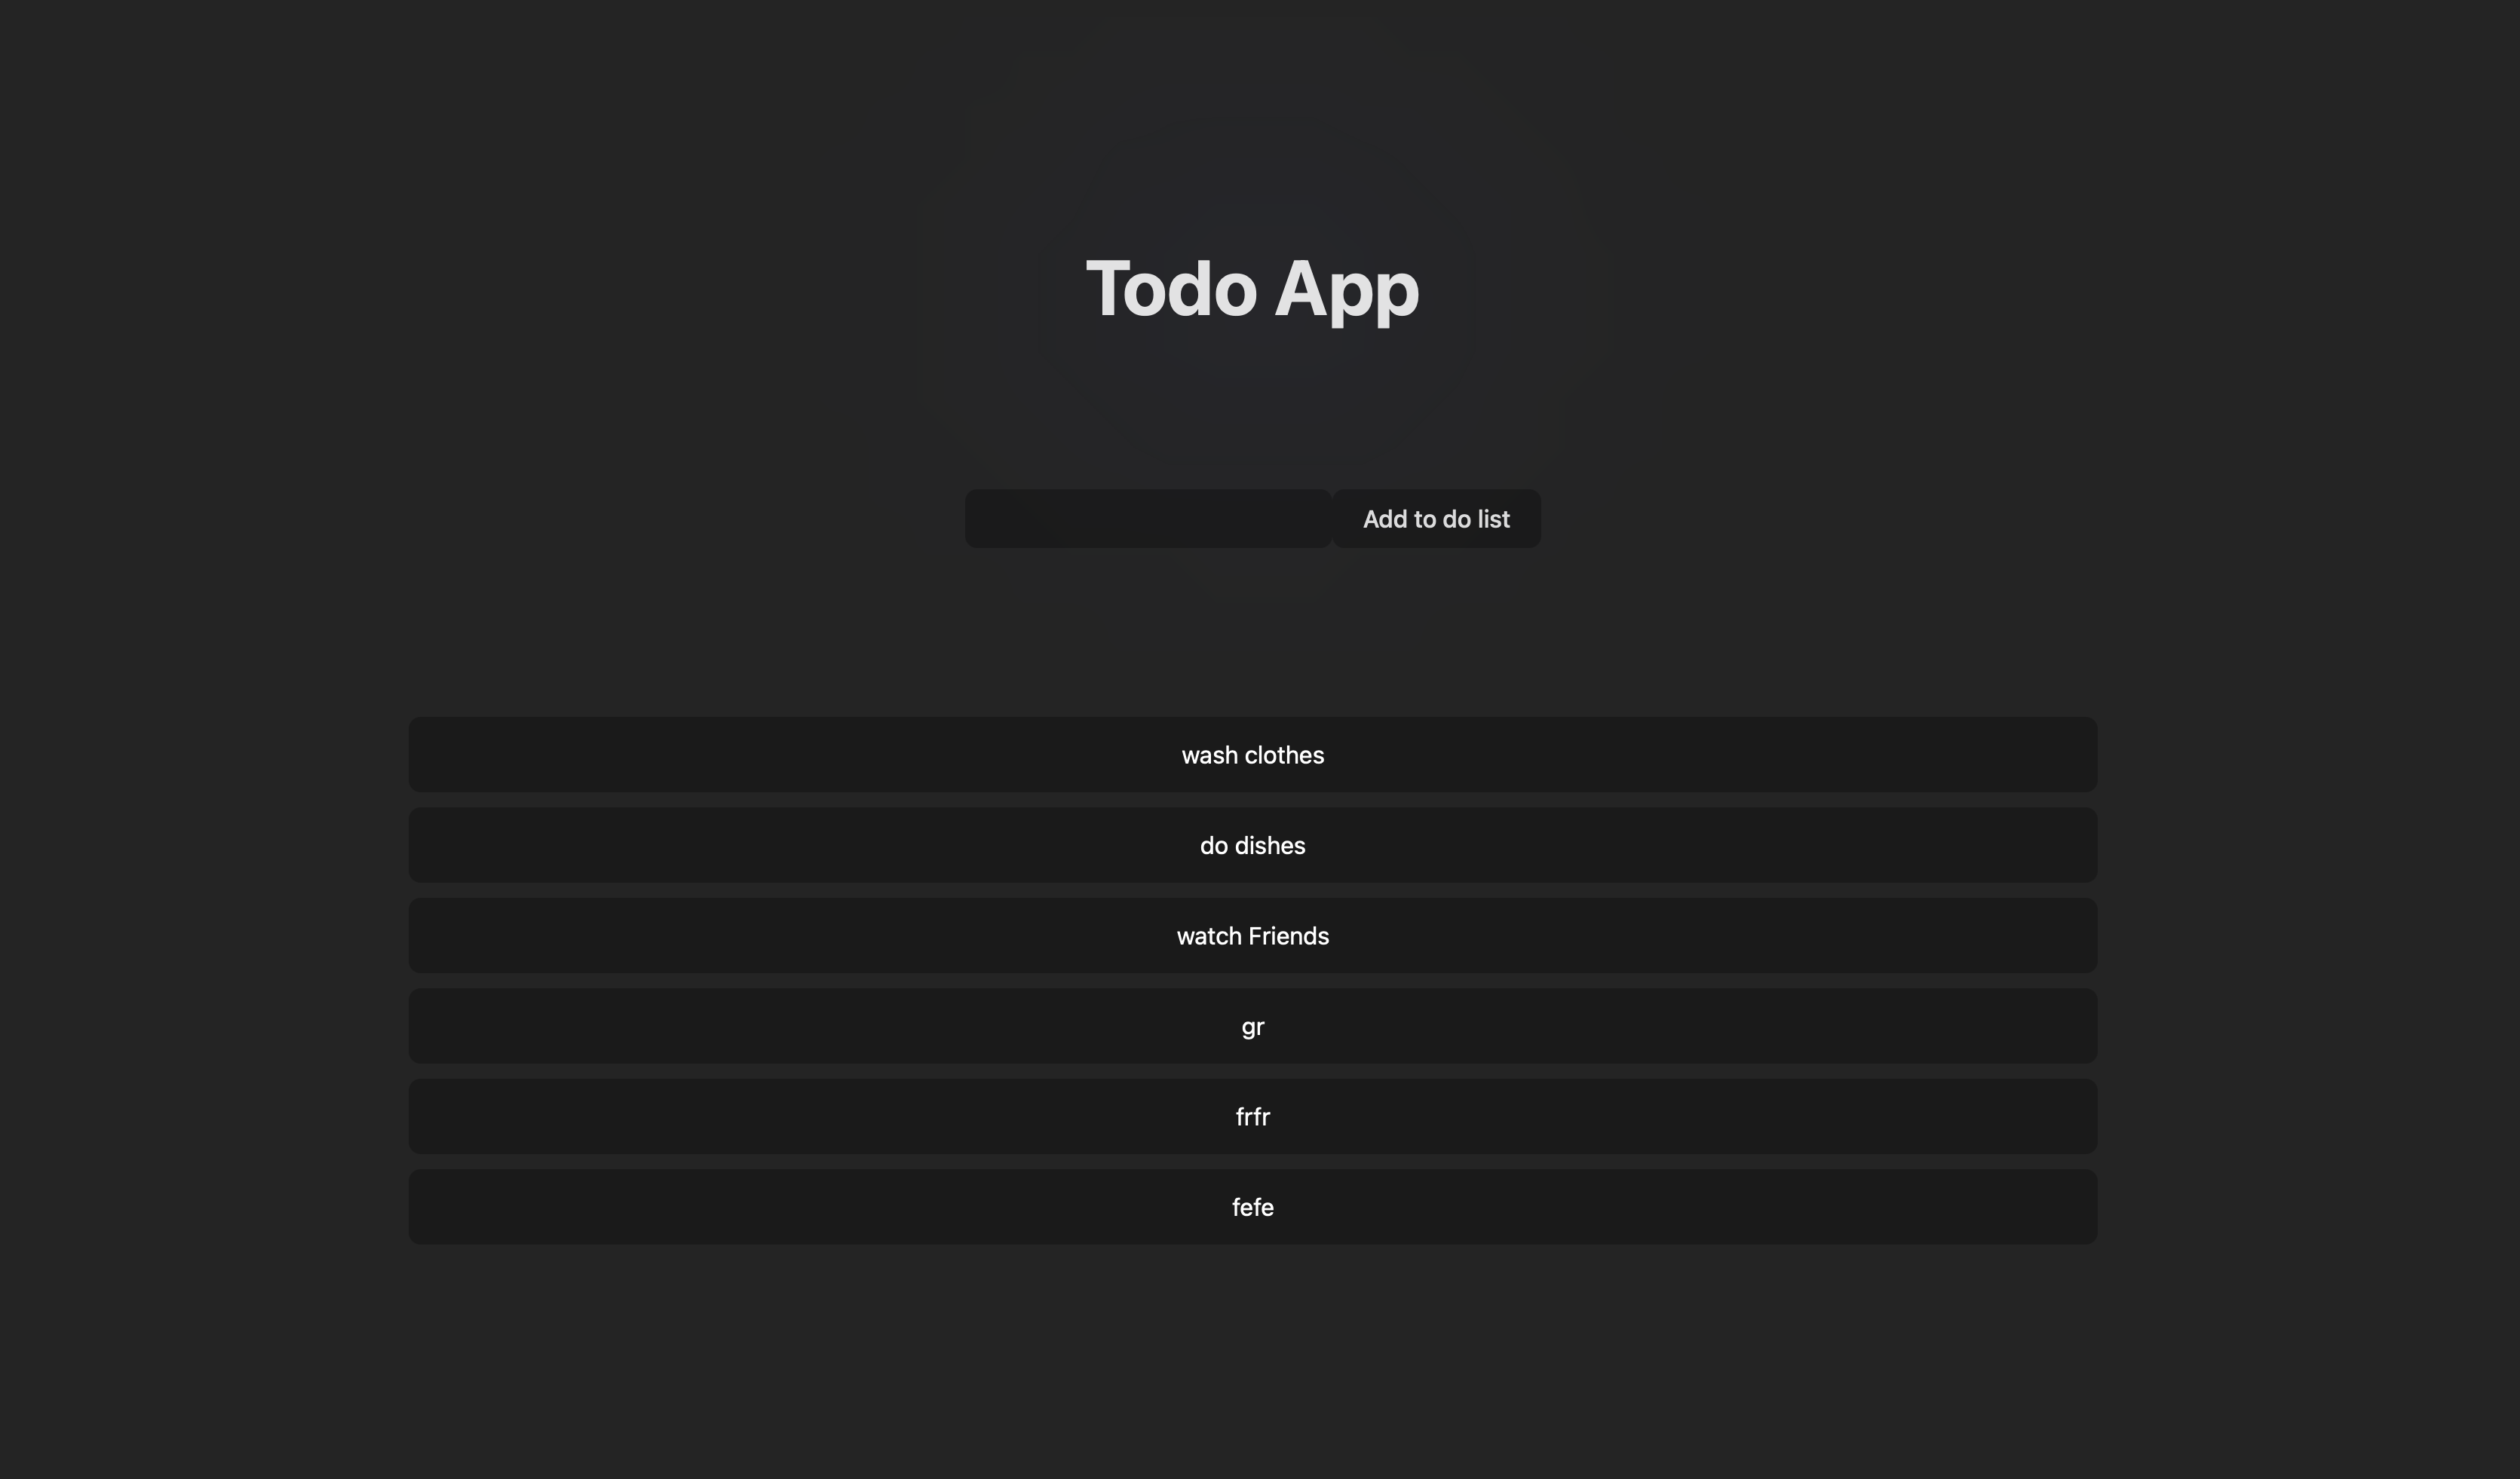 Todo App
Add to do list
wash clothes
do dishes
watch Friends
gr
frfr
fefe